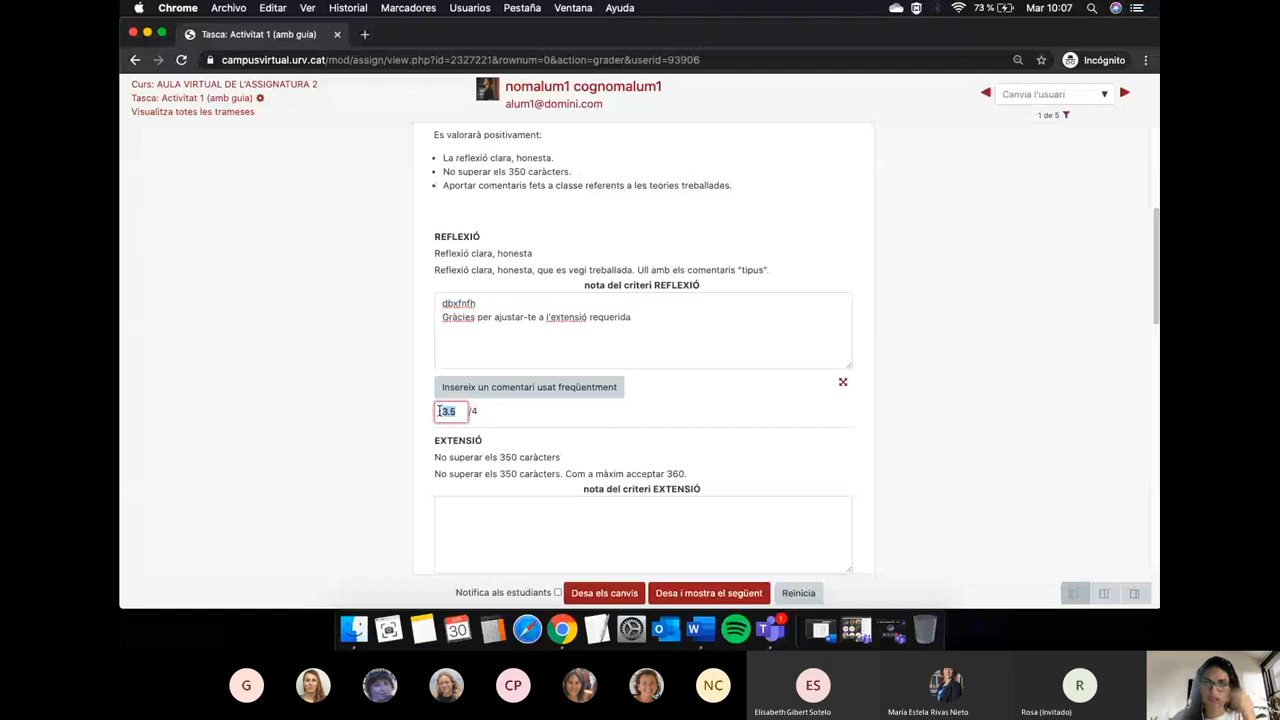 Chrome Archivo Editar Ver Historial Marcadores Usuarios Pestaña Ventana Ayuda 73 % Mar 10:07
Tasca: Activitat 1 (amb guia)
campusvirtual.urv.cat/mod/assign/view.php?id=2327221&rownum=0&action=grader&userid=93906 Incógnito
Curs: AULA VIRTUAL DE L'ASSIGNATURA 2
Tasca: Activitat 1 (amb guia)
Visualitza totes les trameses
nomalum1 cognomalum1
alum1@domini.com
Canvia l'usuari
1 de 5
Es valorarà positivament:
La reflexió clara, honesta.
No superar els 350 caràcters.
Aportar comentaris fets a classe referents a les teories treballades.
REFLEXIÓ
Reflexió clara, honesta
Reflexió clara, honesta, que es vegi treballada. Ull amb els comentaris "tipus".
nota del criteri REFLEXIÓ
dbxfnfh
Gràcies per ajustar-te a l'extensió requerida
Insereix un comentari usat freqüentment
3.5 /4
EXTENSIÓ
No superar els 350 caràcters
No superar els 350 caràcters. Com a màxim acceptar 360.
nota del criteri EXTENSIÓ
Notifica als estudiants Desa els canvis Desa i mostra el següent Reinicia
30
1
G CP NC ES R
Elisabeth Gibert Sotelo María Estela Rivas Nieto Rosa (Invitado)